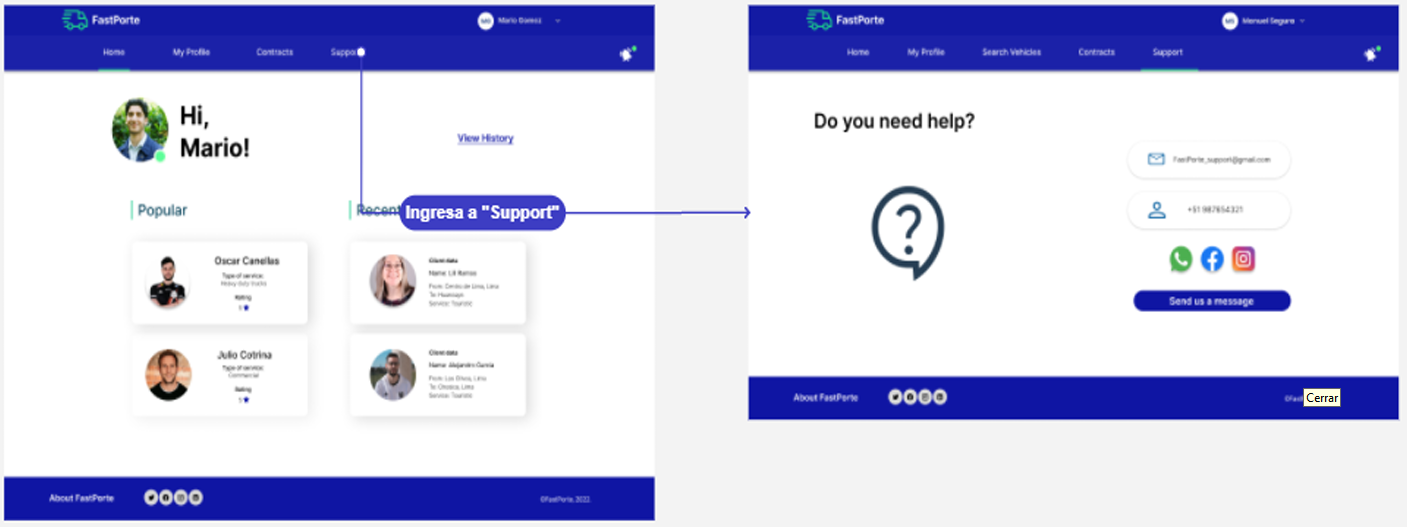 FastPorte
MG Mario Gomez
Home My Profile Contracts Support
Hi,
Mario!
View History
Popular
Recent
Ingresa a "Support"
Oscar Canellas
Type of service:
Heavy duty trucks
Rating
5
Client data
Name: Lili Ramos
From: Centro de Lima, Lima
To: Huancayo
Service: Touristic
Julio Cotrina
Type of service:
Commercial
Rating
5
Client data
Name: Alejandro Garcia
From: Los Olivos, Lima
To: Chosica, Lima
Service: Touristic
About FastPorte
©FastPorte, 2022.
FastPorte
MS Manuel Segura
Home My Profile Search Vehicles Contracts Support
Do you need help?
FastPorte_support@gmail.com
+51 987654321
Send us a message
About FastPorte
©Fast
Cerrar